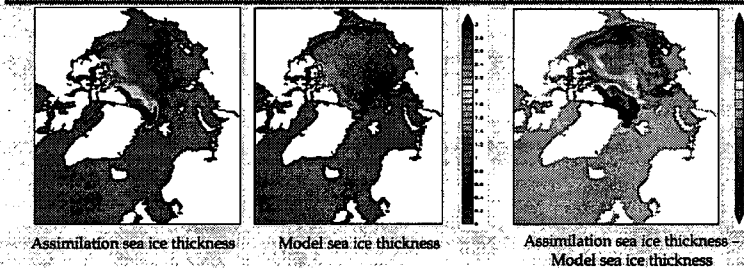 Assimilation sea ice thickness
Model sea ice thickness
Assimilation sea ice thickness –
Model sea ice thickness